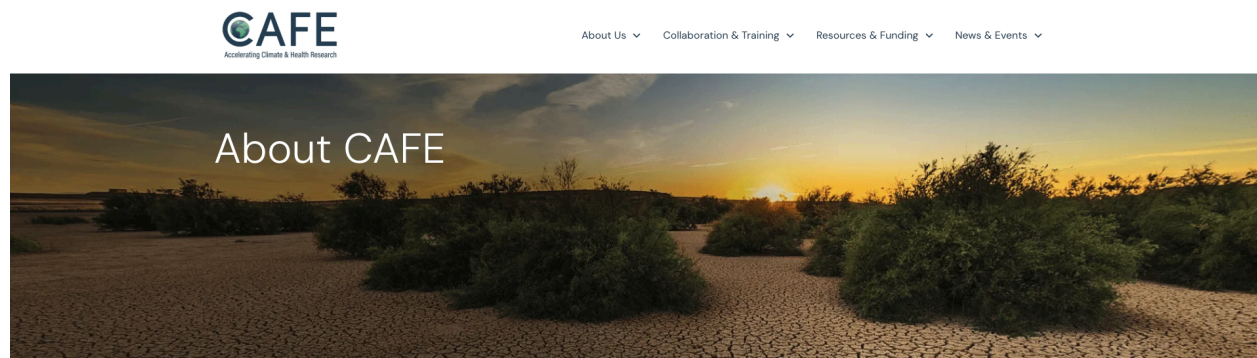 CAFE
Accelerating Climate & Health Research
About Us
Collaboration & Training
Resources & Funding
News & Events
About CAFE